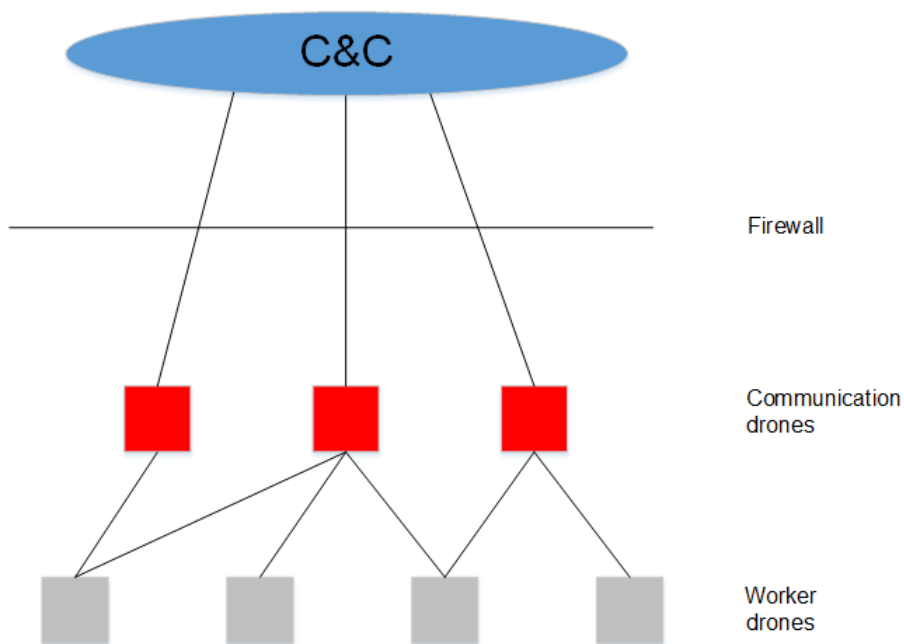 C&C
Firewall
Communication
drones
Worker
drones